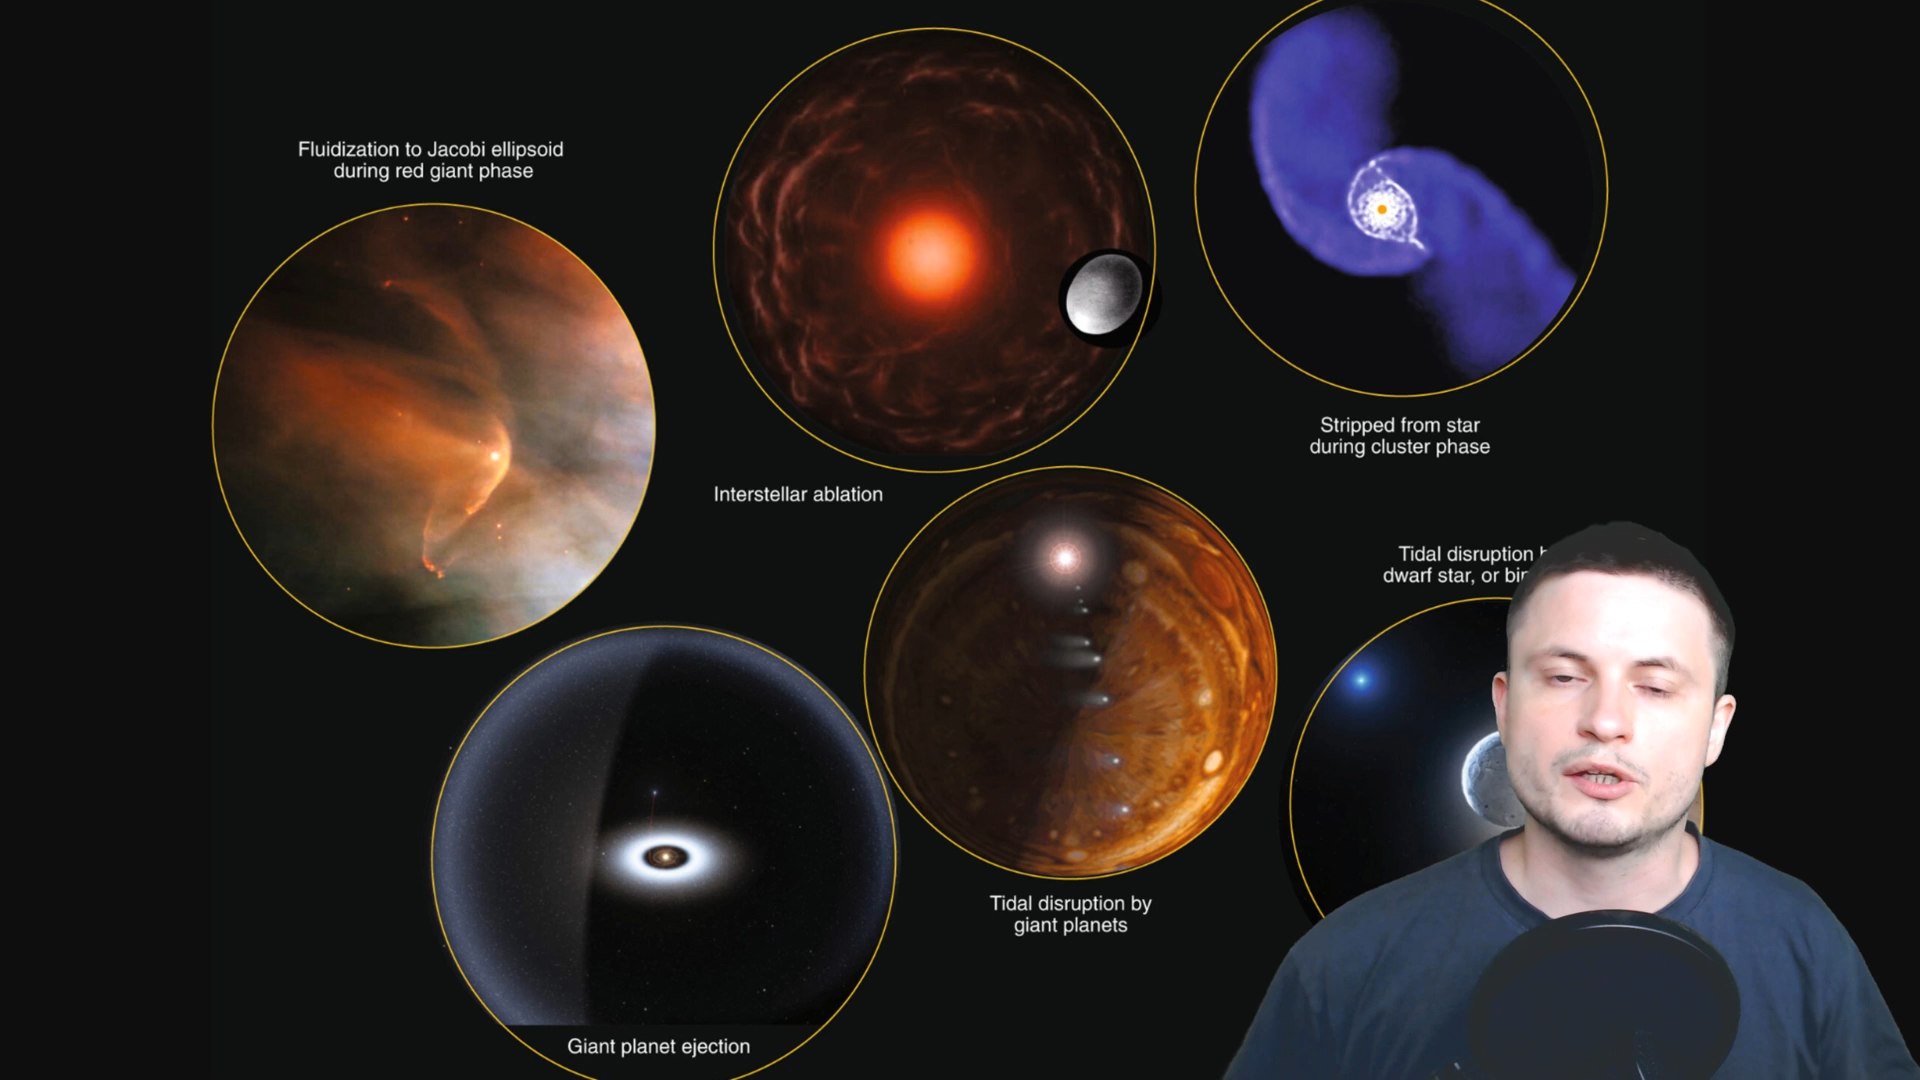 Fluidization to Jacobi ellipsoid
during red giant phase
Interstellar ablation
Stripped from star
during cluster phase
Tidal disruption
dwarf star, or
Tidal disruption by
giant planets
Giant planet ejection